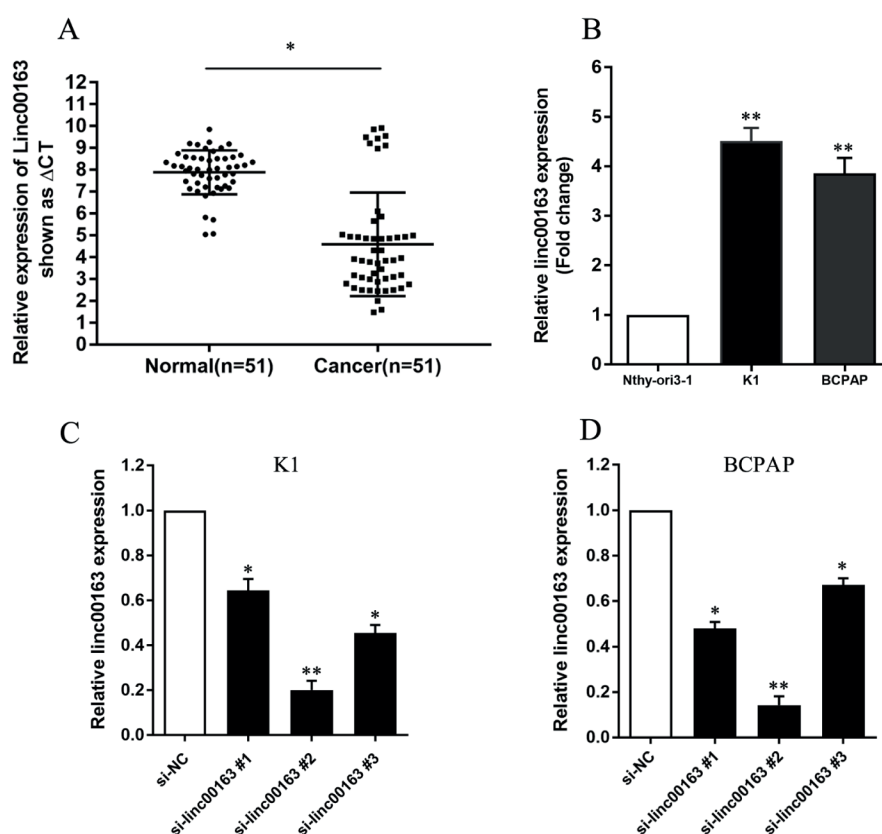 A
*
Relative expression of Linc00163
shown as ΔCT
12
11
10
9
8
7
6
5
4
3
2
1
0
Normal(n=51)
Cancer(n=51)
B
Relative linc00163 expression
(Fold change)
6
5
4
3
2
1
0
**
**
Nthy-ori3-1
K1
BCPAP
C
K1
Relative linc00163 expression
1.2
1.0
0.8
0.6
0.4
0.2
0.0
*
**
*
si-NC
si-linc00163 #1
si-linc00163 #2
si-linc00163 #3
D
BCPAP
Relative linc00163 expression
1.2
1.0
0.8
0.6
0.4
0.2
0.0
*
**
*
si-NC
si-linc00163 #1
si-linc00163 #2
si-linc00163 #3